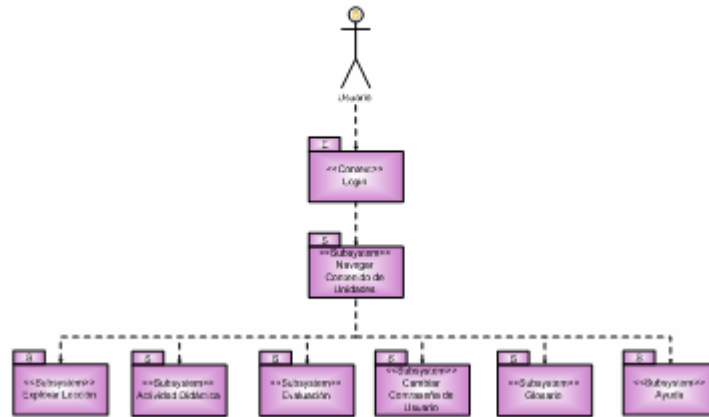 Usuario
C
<<Context>>
Login
S
<<Subsystem>>
Navegar
Contenido de
Unidades
S
<<Subsystem>>
Explorar Lección
S
<<Subsystem>>
Actividad Didáctica
S
<<Subsystem>>
Evaluación
S
<<Subsystem>>
Cambiar
Contraseña de
Usuario
S
<<Subsystem>>
Glosario
S
<<Subsystem>>
Ayuda